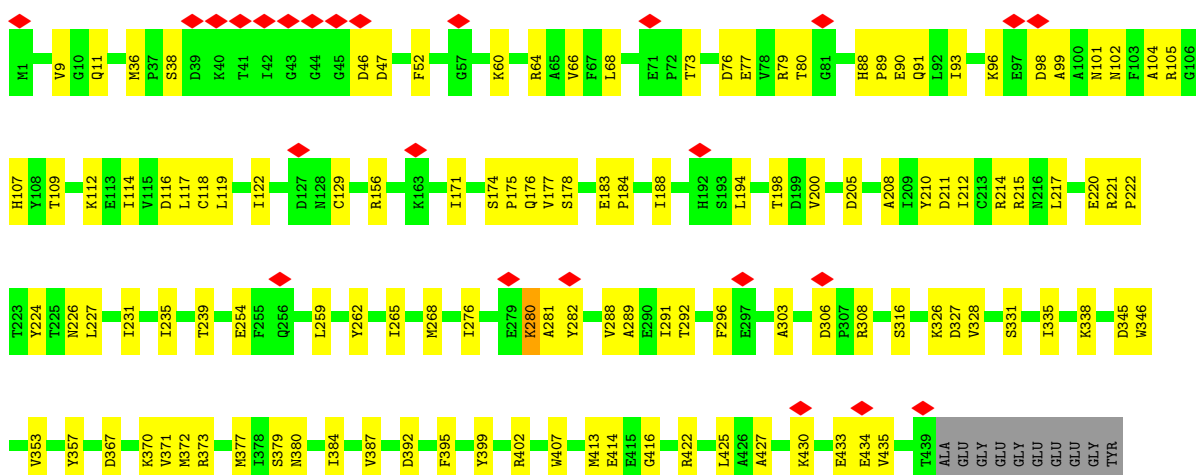 M1 V9 G10 Q11 M36 P37 S38 D39 K40 T41 I42 G43 G44 G45 D46 D47 F52 G57 K60 R64 A65 V66 F67 L68 E71 P72 T73 D76 E77 V78 R79 T80 G81 H88 P89 E90 Q91 L92 I93 K96 E97 D98 A99 A100 N101 N102 F103 A104 R105 G106
H107 Y108 T109 K112 E113 I114 V115 D116 L117 C118 L119 I122 D127 N128 C129 R156 K163 I171 S174 P175 Q176 V177 S178 E183 P184 I188 H192 S193 L194 T198 D199 V200 D205 A208 I209 Y210 D211 I212 C213 R214 R215 N216 L217 E220 R221 P222
T223 Y224 T225 N226 L227 I231 I235 T239 E254 F255 Q256 L259 Y262 I265 M268 I276 E279 K280 A281 Y282 V288 A289 E290 I291 T292 F296 E297 A303 D306 P307 R308 S316 K326 D327 V328 S331 I335 K338 D345 W346
V353 Y357 D367 K370 V371 M372 R373 M377 I378 S379 N380 I384 V387 D392 F395 Y399 R402 W407 M413 E414 E415 G416 R422 L425 A426 A427 K430 E433 E434 V435 T439 ALA GLU GLY GLU GLY GLU GLU GLU GLY TYR